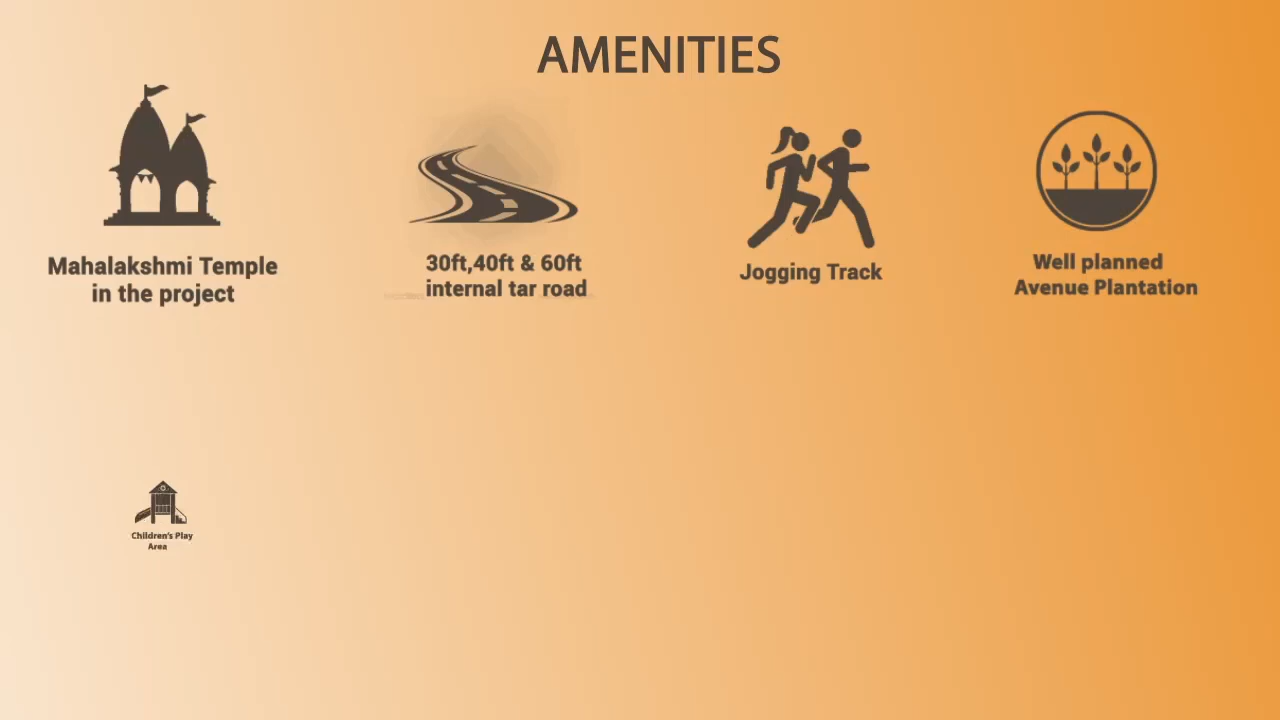 AMENITIES
Mahalakshmi Temple
in the project
30ft,40ft & 60ft
internal tar road
Jogging Track
Well planned
Avenue Plantation
Children's Play
Area